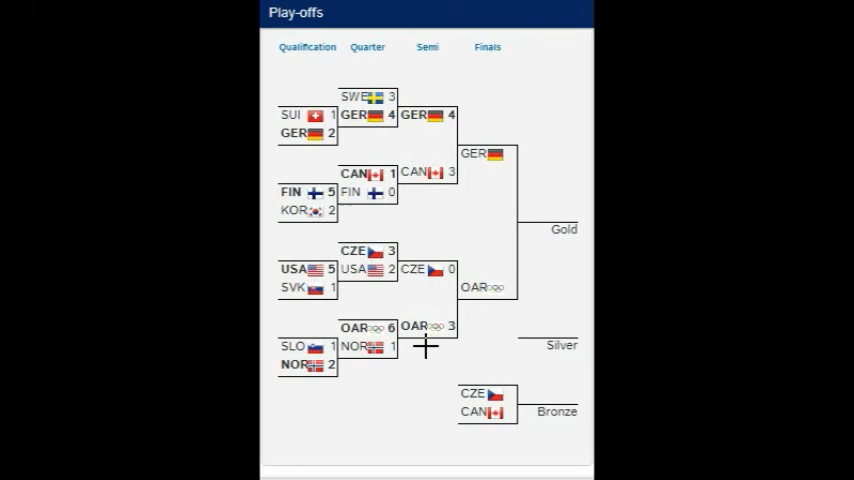 Play-offs
Qualification Quarter Semi Finals
SWE 3
SUI 1 GER 4 GER 4
GER 2
GER
CAN 1 CAN 3
FIN 5 FIN 0
KOR 2
Gold
CZE 3
USA 5 USA 2 CZE 0
SVK 1 OAR
OAR 6 OAR 3
SLO 1 NOR 1 Silver
NOR 2
CZE
CAN Bronze